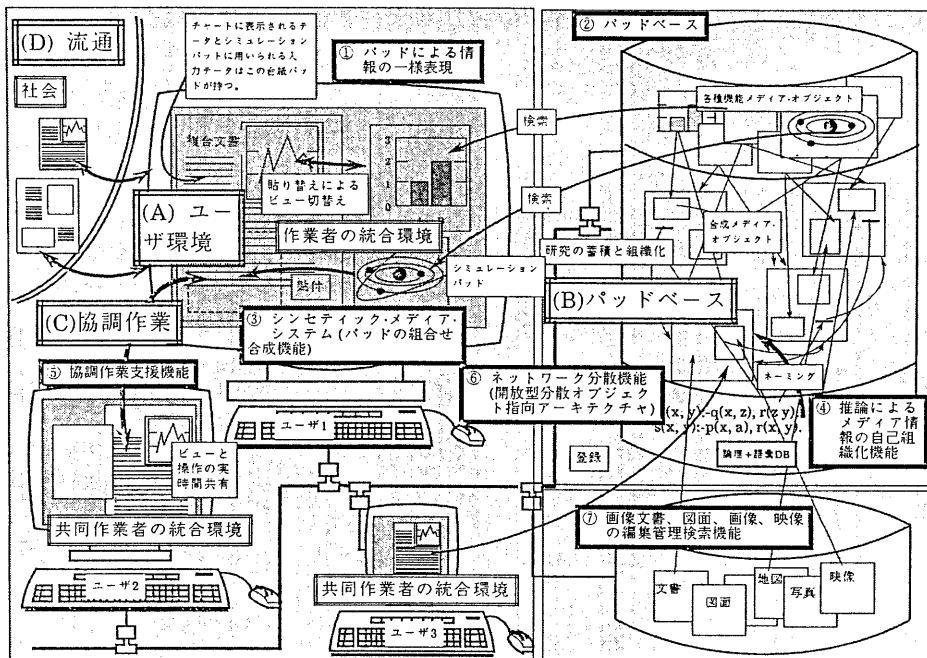 (D) 流通
社会
チャートに表示されるデ
ータとシミュレーション
パットに用いられる入
力データはこの台紙パッ
ドが持つ。
① パッドによる情
報の一様表現
複合文書
3
2
1
0
貼り替えによる
ビュー切替え
(A) ユー
ザ環境
作業者の統合環境
シミュレーション
パッド
貼付
(C)協調作業
③ シンセティック・メディア・
システム(パッドの組合せ
合成機能)
⑤ 協調作業支援機能
ビューと
操作の実
時間共有
共同作業者の統合環境
ユーザ1
ユーザ2
共同作業者の統合環境
ユーザ3
検索
検索
② パッドベース
各種機能メディア・オブジェクト
合成メディア・
オブジェクト
研究の蓄積と組織化
(B)パッドベース
ネーミング
⑥ ネットワーク分散機能
(開放型分散オブジェク
ト指向アーキテクチャ)
(x, y):-q(x, z), r(z y).
s(x, y):-p(x, a), r(x, y).
④ 推論による
メディア情
報の自己組
織化機能
登録
論理+語彙DB
⑦ 画像文書、図面、画像、映像
の編集管理検索機能
文書
図面
地図
写真
映像